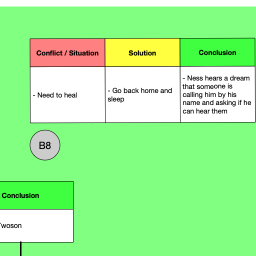 Conflict / Situation
Solution
Conclusion
- Need to heal
- Go back home and
sleep
- Ness hears a dream
that someone is
calling him by his
name and asking if he
can hear them
B8
Conclusion